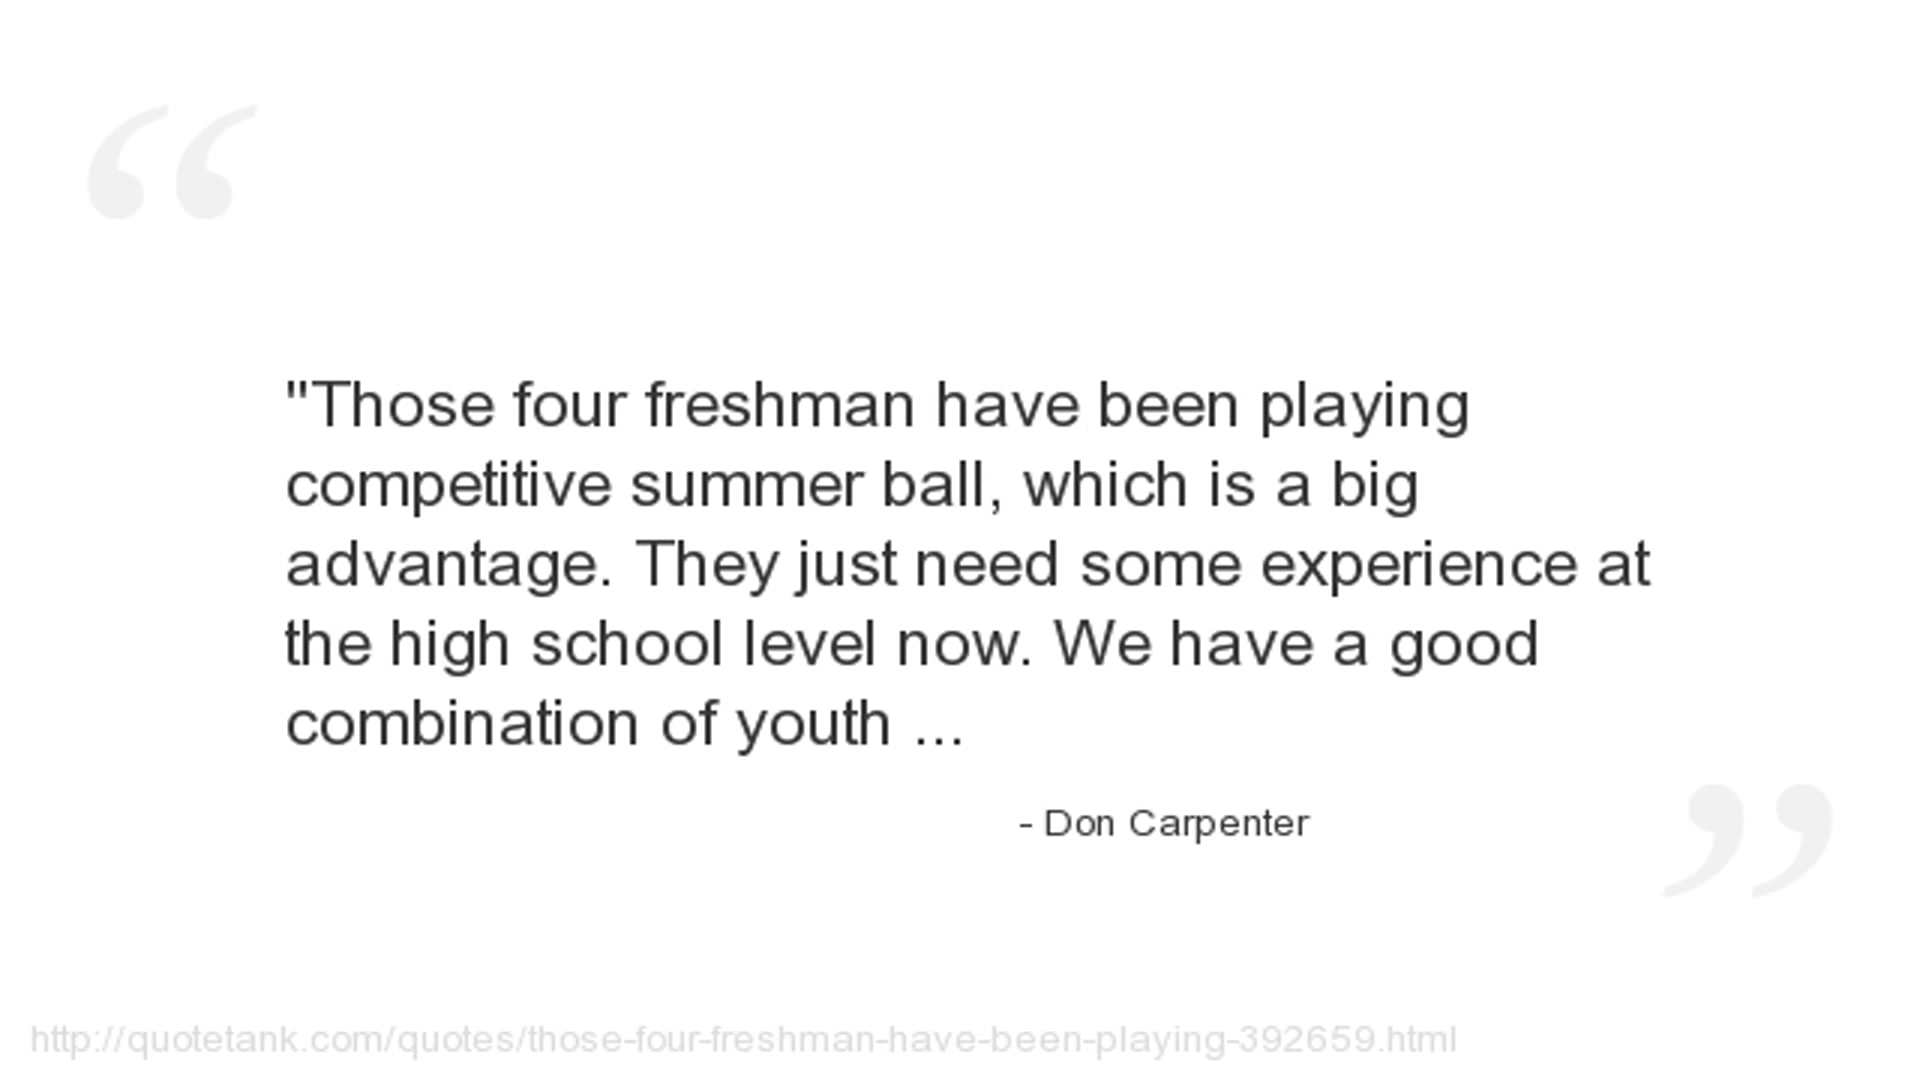 "Those four freshman have been playing
competitive summer ball, which is a big
advantage. They just need some experience at
the high school level now. We have a good
combination of youth ...
- Don Carpenter
http://quotetank.com/quotes/those-four-freshman-have-been-playing-392659.html